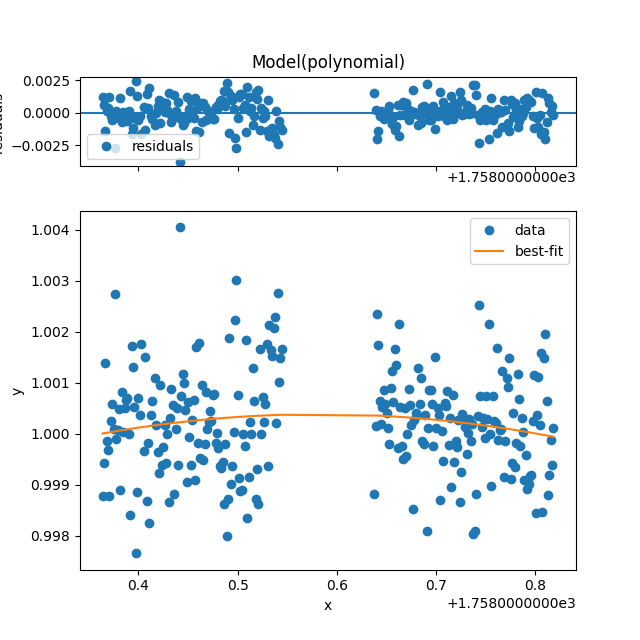 Model(polynomial)
0.0025
0.0000
−0.0025
residuals
residuals
+1.7580000000e3
1.004
1.003
1.002
1.001
1.000
0.999
0.998
y
data
best-fit
0.4
0.5
0.6
0.7
0.8
x
+1.7580000000e3